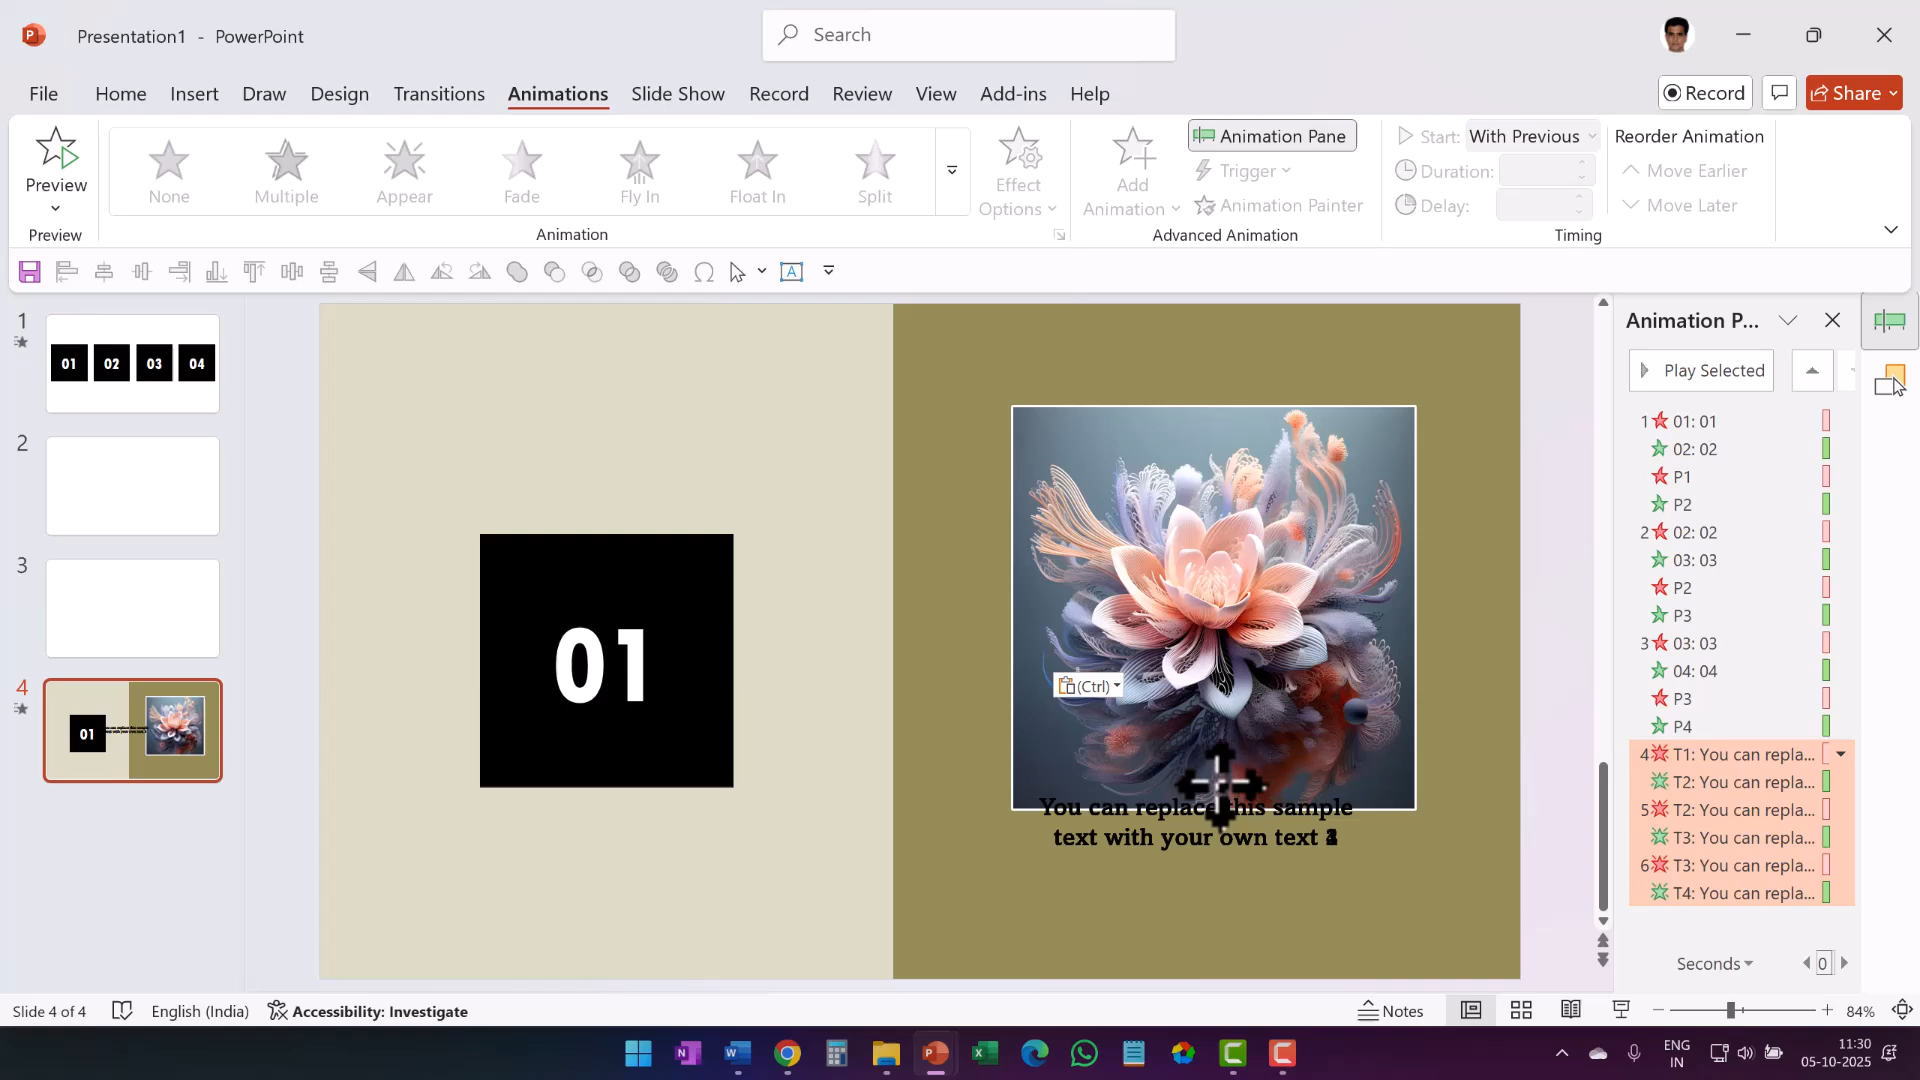 Presentation1 - PowerPoint
Search
File Home Insert Draw Design Transitions Animations Slide Show Record Review View Add-ins Help
Record
Share
Preview
None
Multiple
Appear
Fade
Fly In
Float In
Split
Effect
Options
Add
Animation
Animation Pane
Trigger
Animation Painter
Start: With Previous
Duration:
Delay:
Reorder Animation
Move Earlier
Move Later
Preview
Animation
Advanced Animation
Timing
A
1
01 02 03 04
2
3
4
01
01
(Ctrl)
You can replace this sample
text with your own text
Animation P...
Play Selected
1 01: 01
02: 02
P1
P2
2 02: 02
03: 03
P2
P3
3 03: 03
04: 04
P3
P4
4 T1: You can repla...
T2: You can repla...
5 T2: You can repla...
T3: You can repla...
6 T3: You can repla...
T4: You can repla...
Seconds
0
Slide 4 of 4
English (India)
Accessibility: Investigate
Notes
84%
ENG
IN
11:30
05-10-2025